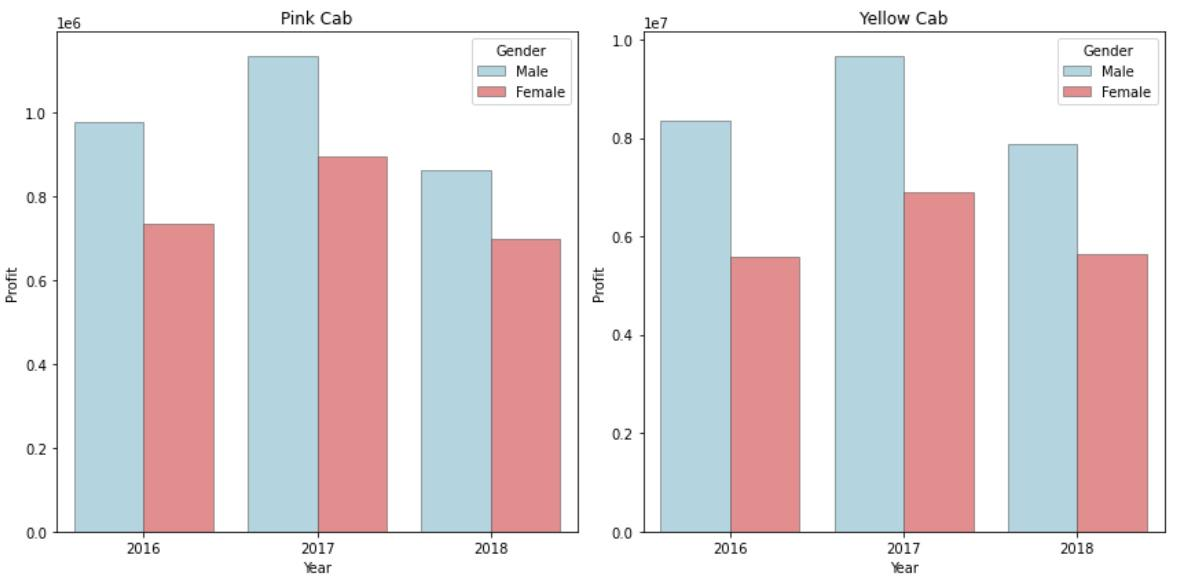 Pink Cab
1e6
Gender
Male
Female
1.0
0.8
0.6
0.4
0.2
0.0
Profit
2016 2017 2018
Year
Yellow Cab
1e7
Gender
Male
Female
1.0
0.8
0.6
0.4
0.2
0.0
Profit
2016 2017 2018
Year